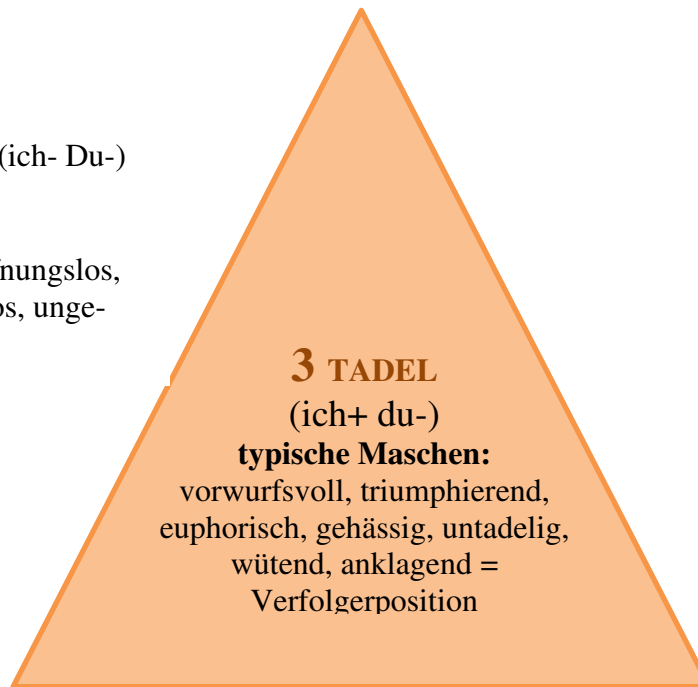 (ich- Du-)
nungslos,
os, unge-
3 TADEL
(ich+ du-)
typische Maschen:
vorwurfsvoll, triumphierend,
euphorisch, gehässig, untadelig,
wütend, anklagend =
Verfolgerposition